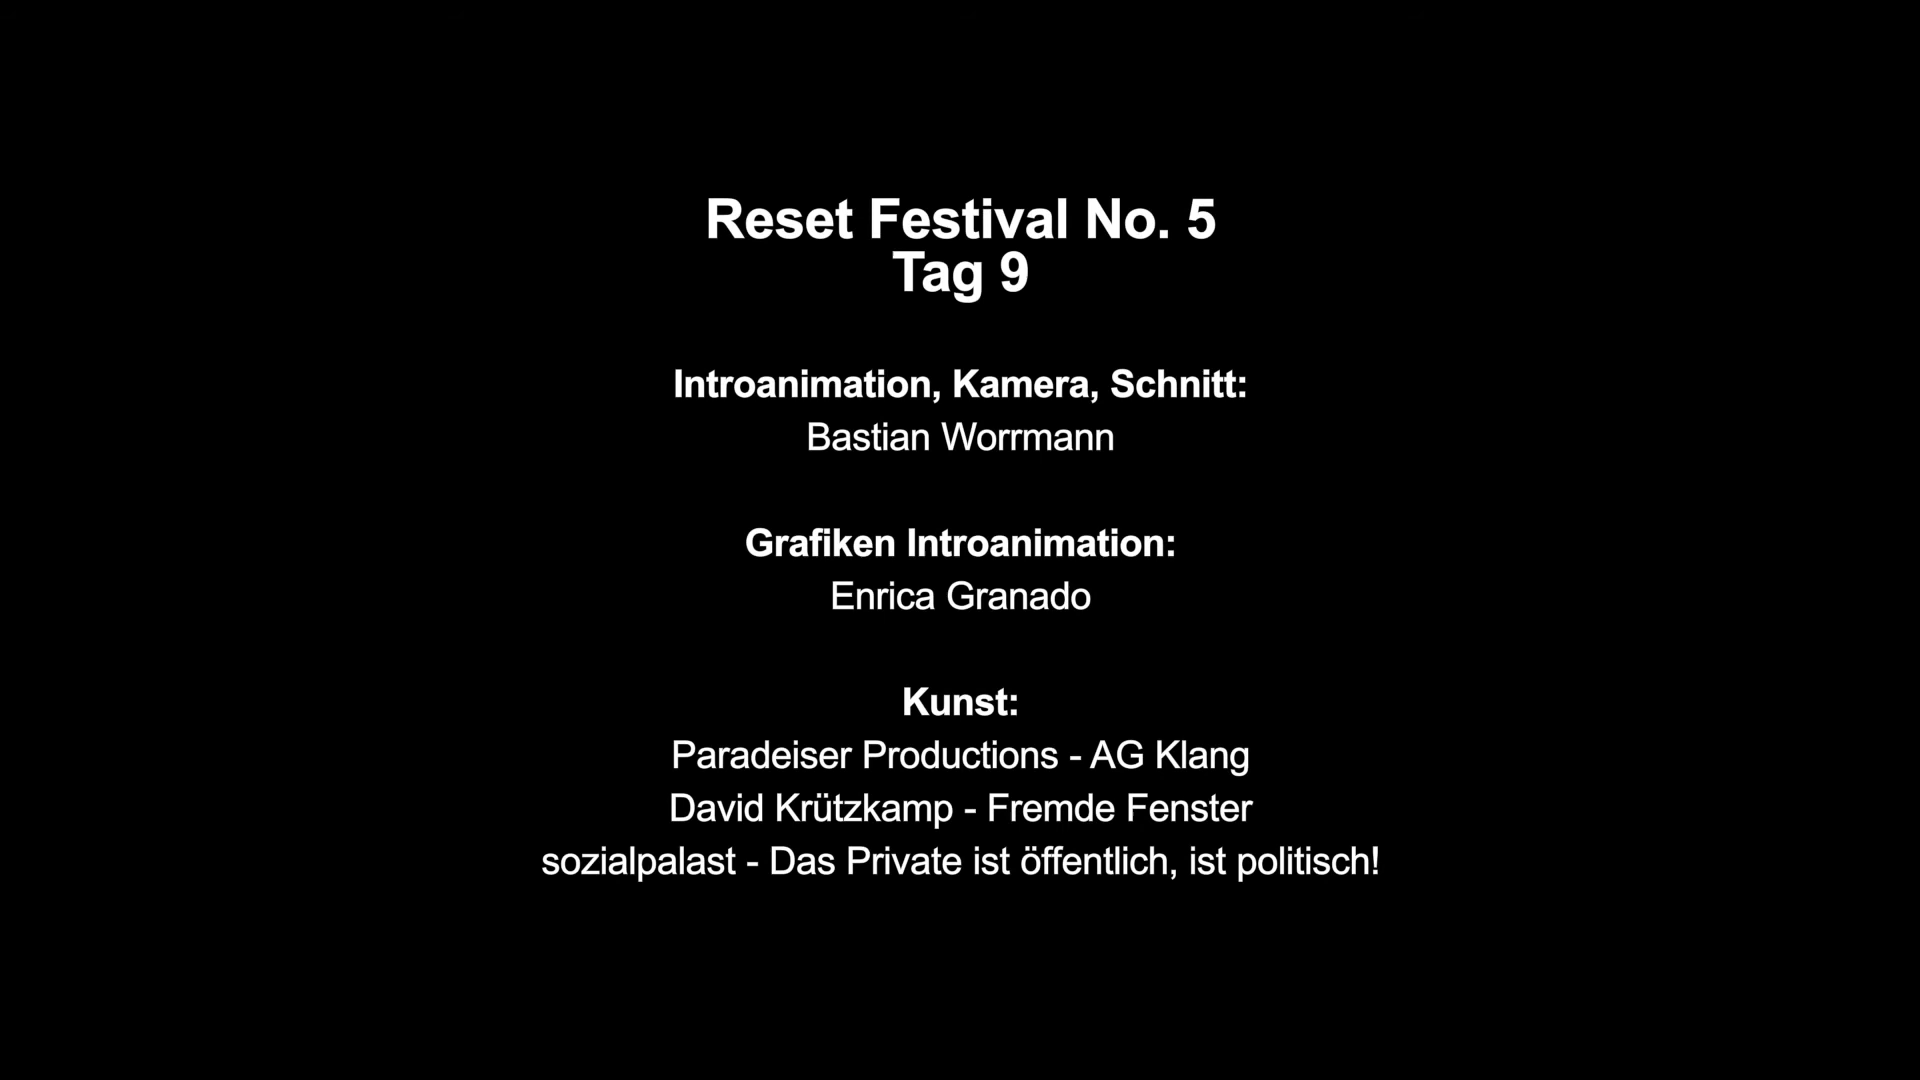 Reset Festival No. 5
Tag 9
Introanimation, Kamera, Schnitt:
Bastian Worrmann
Grafiken Introanimation:
Enrica Granado
Kunst:
Paradeiser Productions - AG Klang
David Krützkamp - Fremde Fenster
sozialpalast - Das Private ist öffentlich, ist politisch!